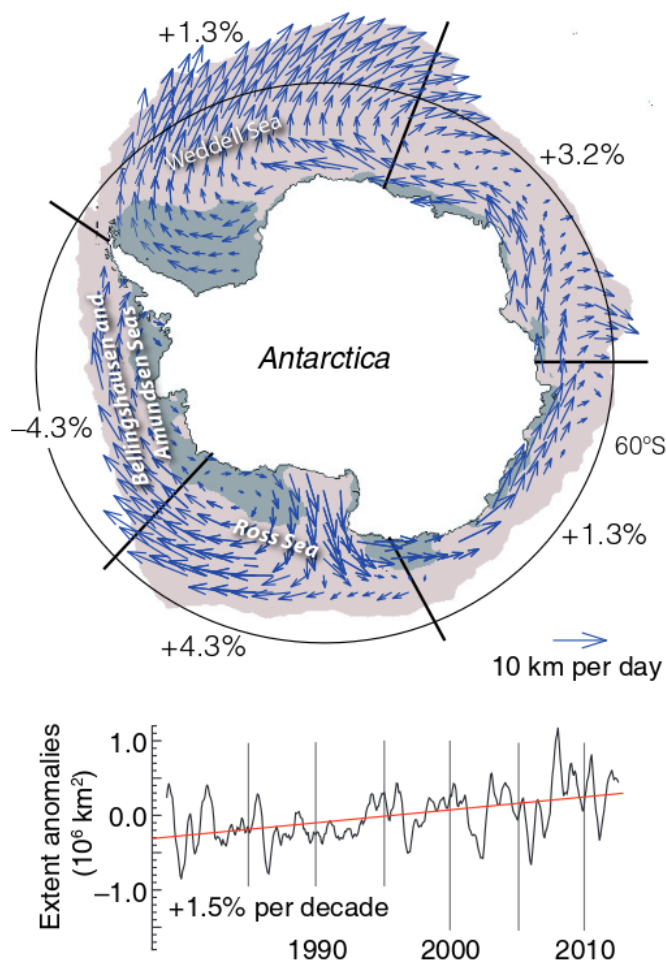 +1.3%
Weddell Sea
+3.2%
Bellingshausen and
Amundsen Seas
Antarctica
−4.3%
60°S
Ross Sea
+1.3%
+4.3%
10 km per day
Extent anomalies
(10⁶ km²)
1.0
0.0
−1.0
+1.5% per decade
1990
2000
2010